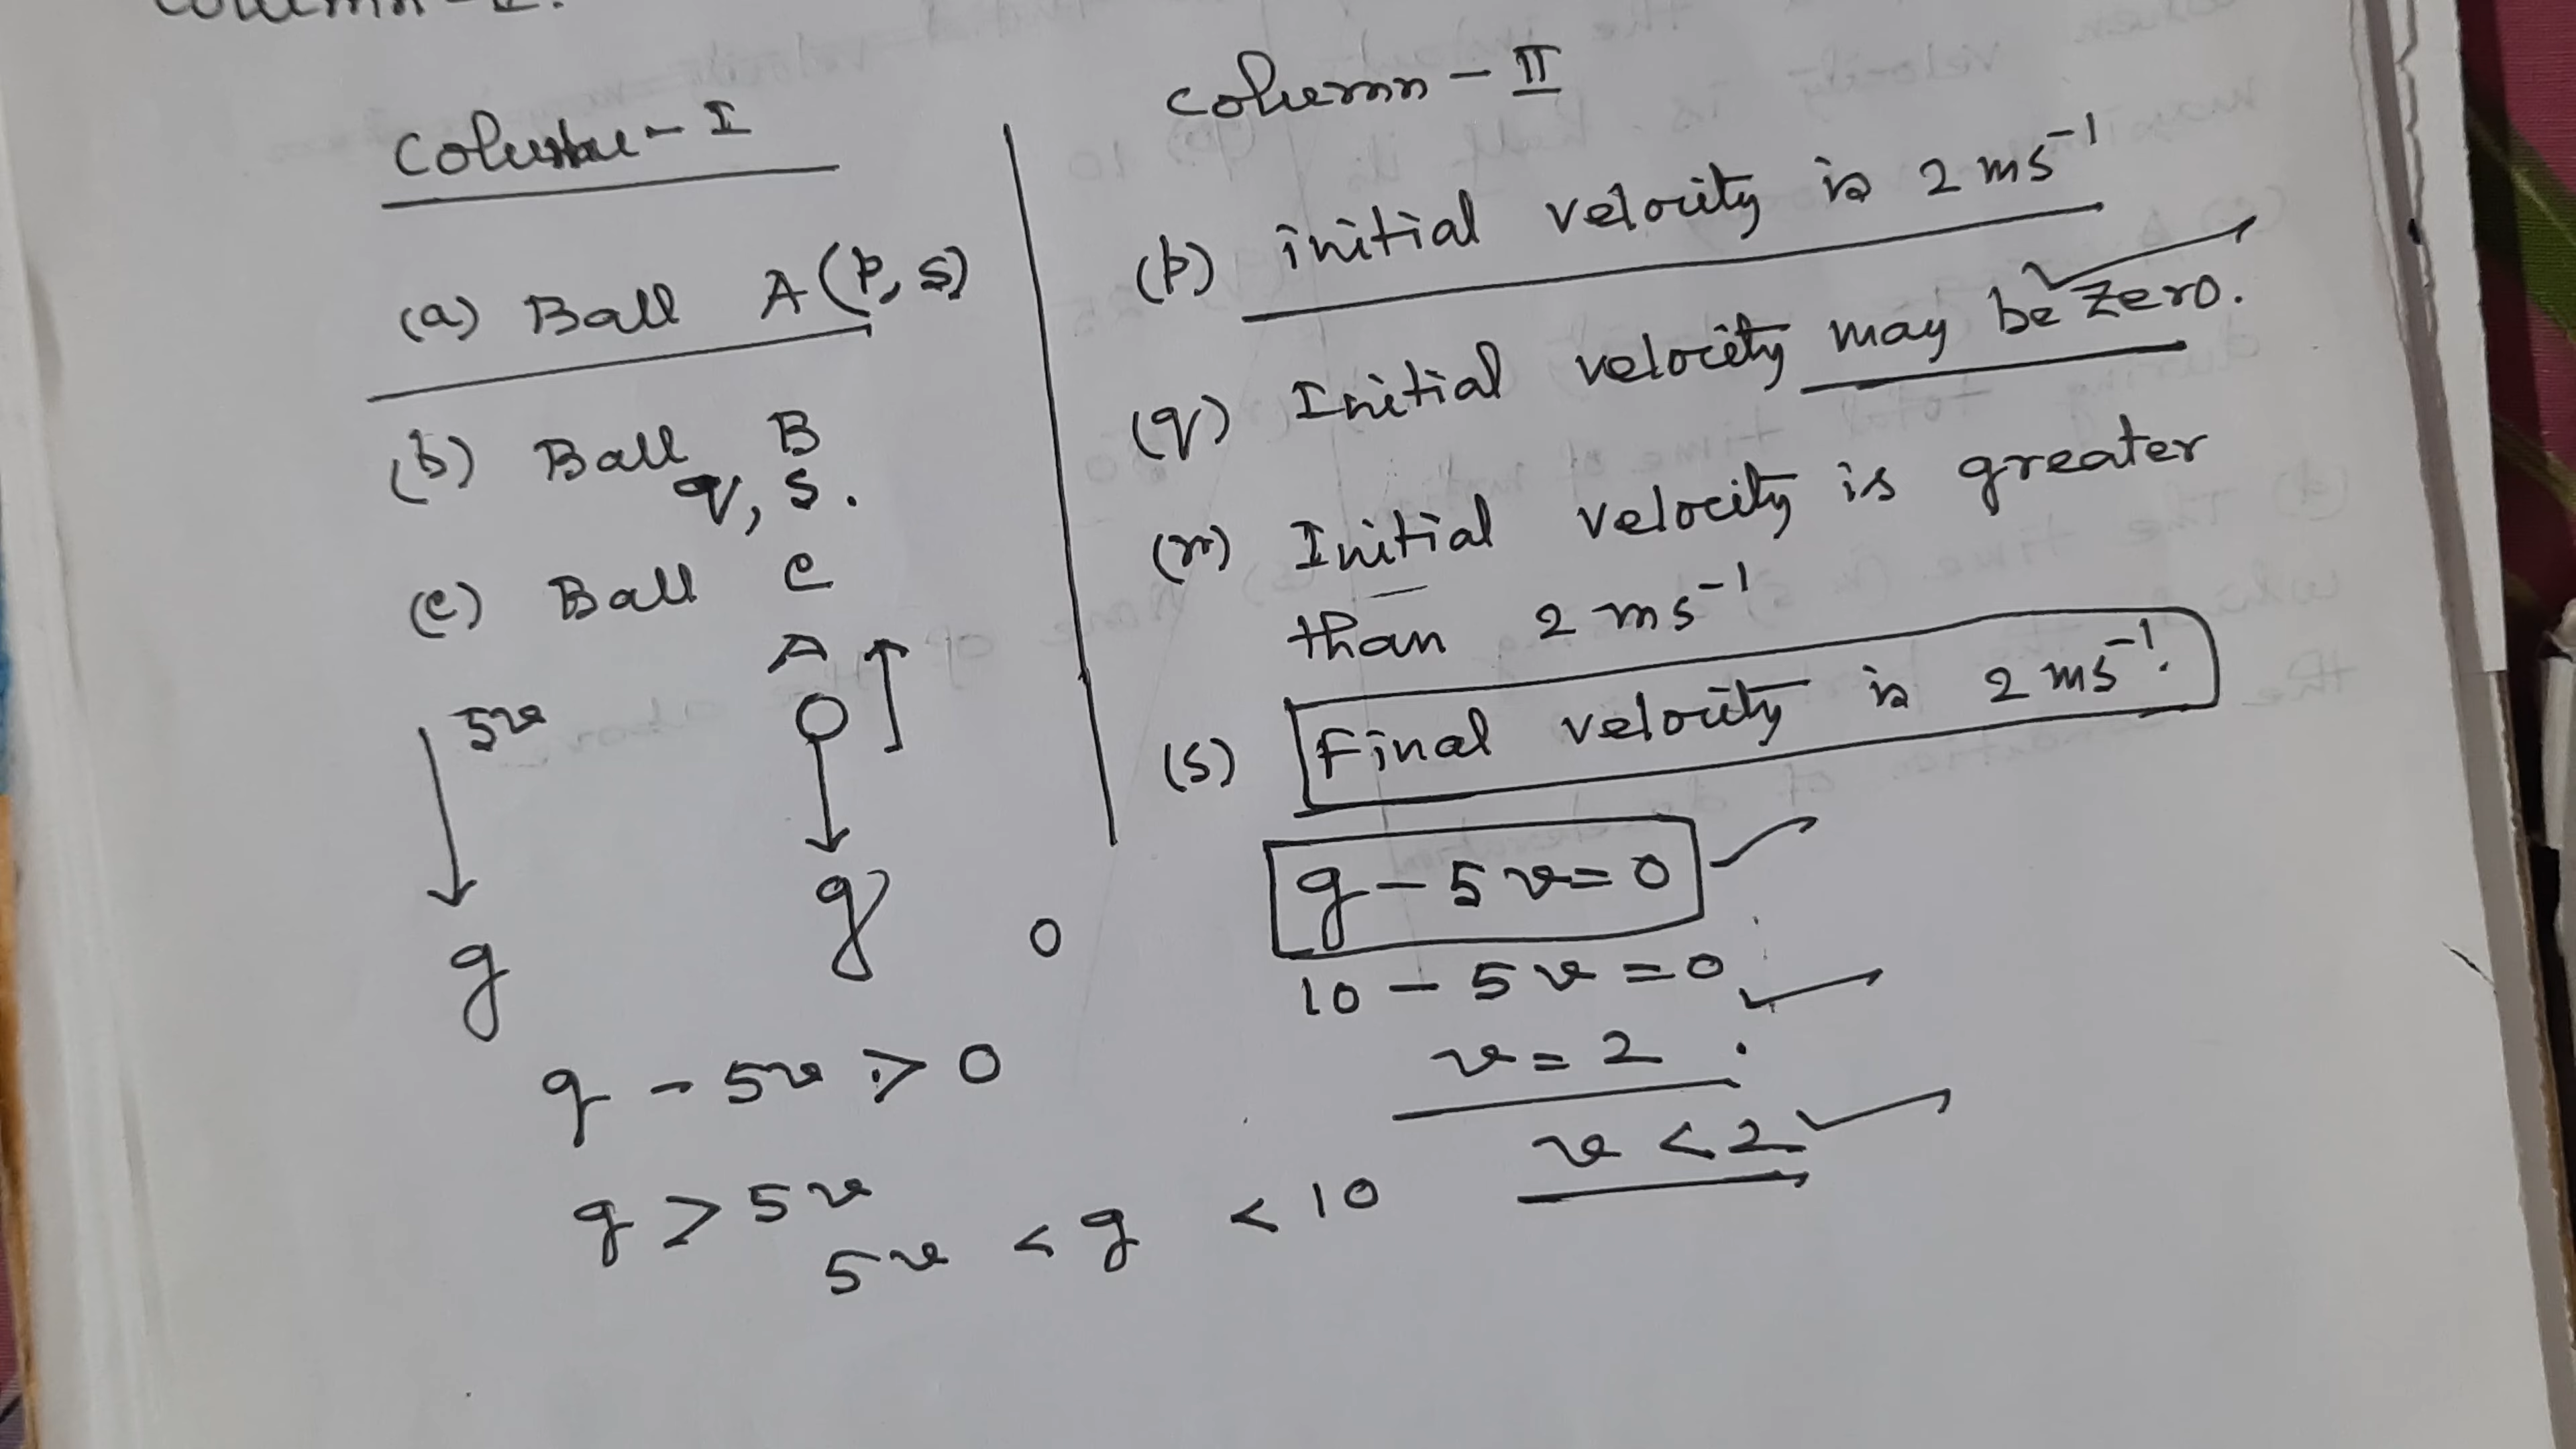 Column-I
(a) Ball A (p, s)
(b) Ball B
q, s.
(c) Ball C
Column - II
(p) initial velocity is 2 ms⁻¹
(q) Initial velocity may be zero.
(r) Initial velocity is greater
than 2 ms⁻¹
(s) Final velocity is 2 ms⁻¹.
A
5v
g
g
0
g - 5v = 0
10 - 5v = 0
v = 2
v < 2
g - 5v > 0
g > 5v
5v < g < 10